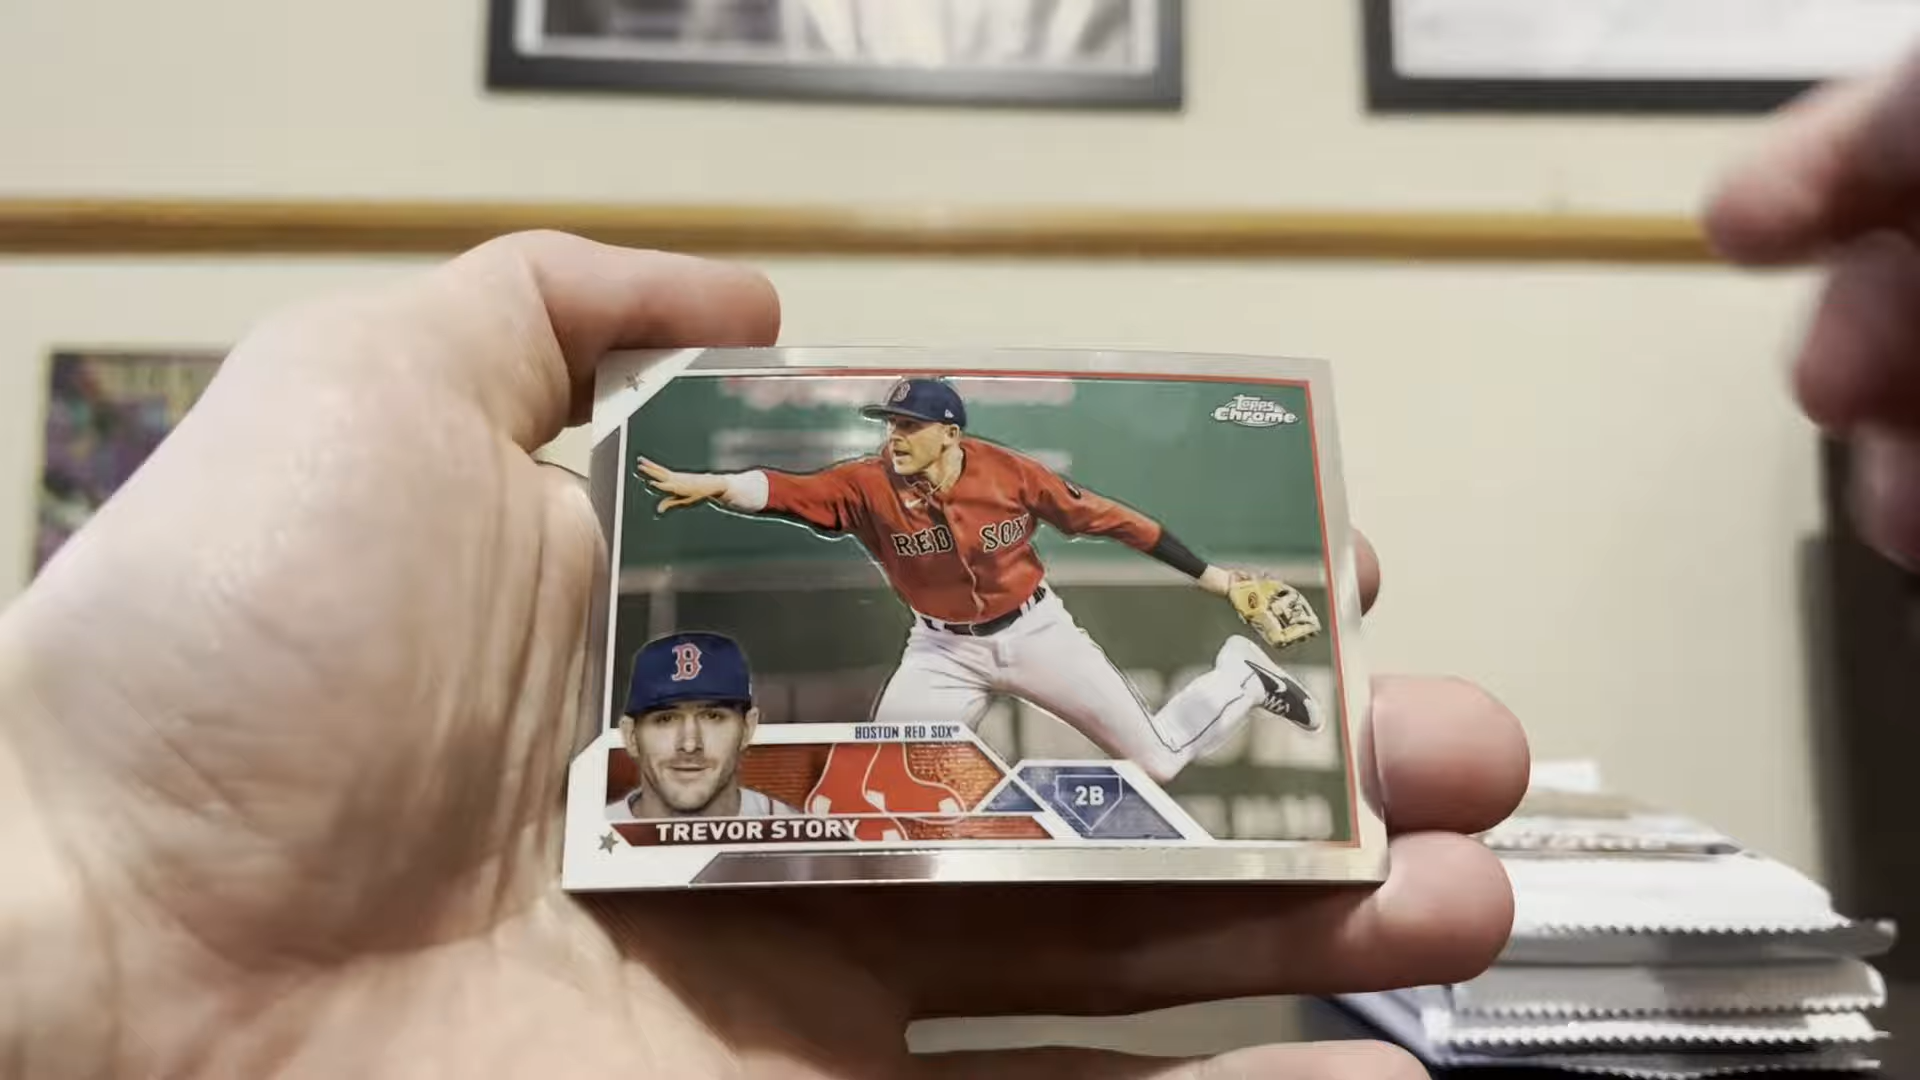 Topps
Chrome
RED SOX
B
BOSTON RED SOX®
2B
TREVOR STORY